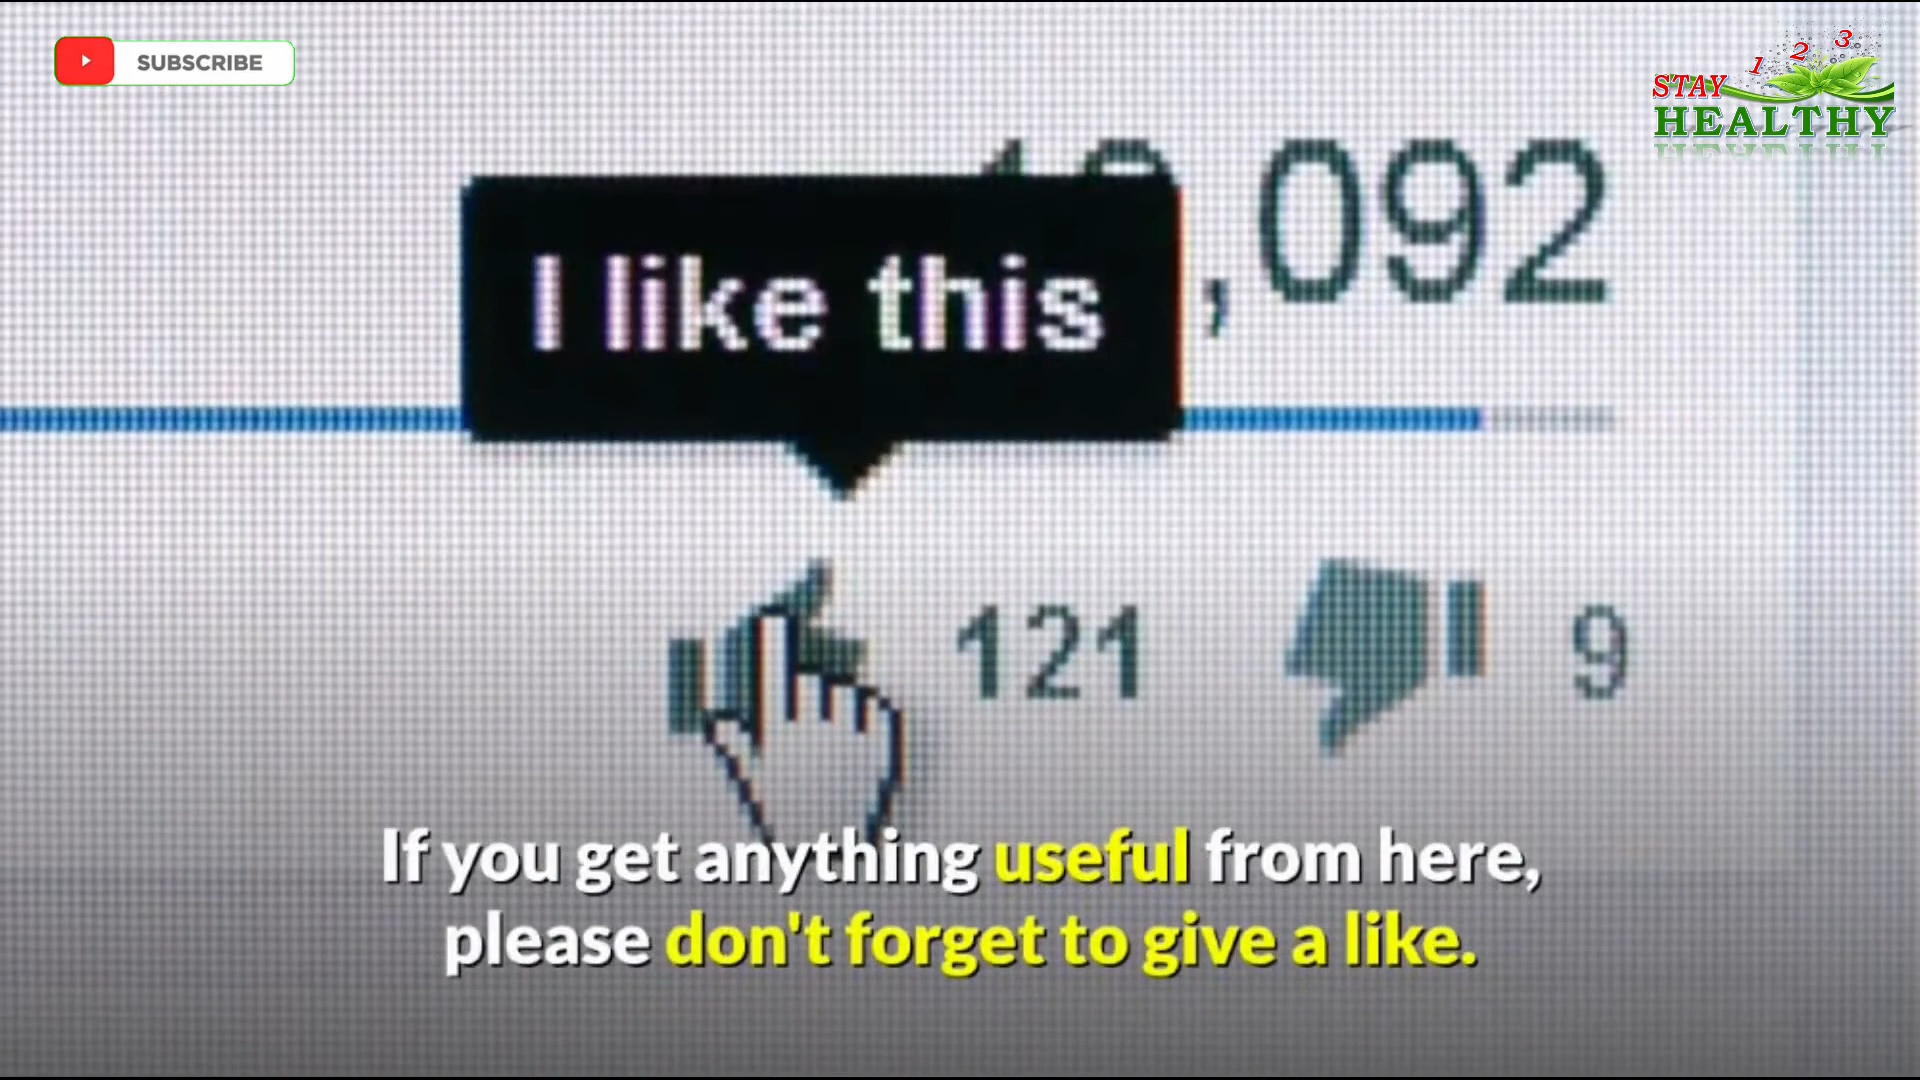 SUBSCRIBE
1 2 3
STAY
HEALTHY
,092
I like this
121
9
If you get anything useful from here,
please don't forget to give a like.